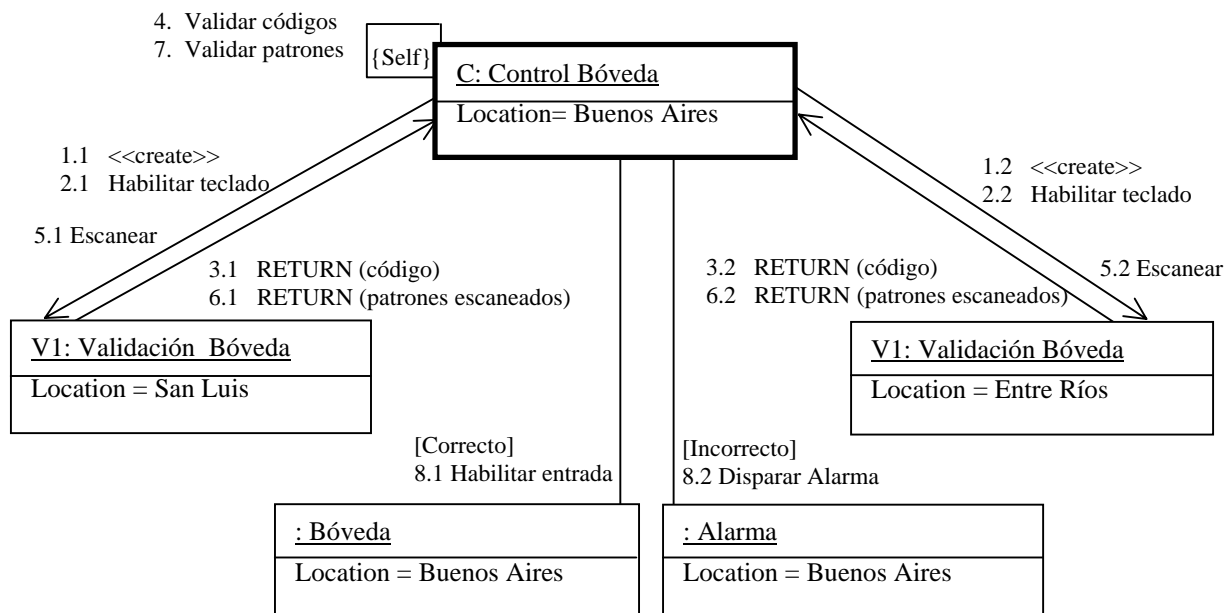 4. Validar códigos
7. Validar patrones
{Self}
C: Control Bóveda
Location= Buenos Aires
1.1 <<create>>
2.1 Habilitar teclado
1.2 <<create>>
2.2 Habilitar teclado
5.1 Escanear
5.2 Escanear
3.1 RETURN (código)
6.1 RETURN (patrones escaneados)
3.2 RETURN (código)
6.2 RETURN (patrones escaneados)
V1: Validación Bóveda
Location = San Luis
V1: Validación Bóveda
Location = Entre Ríos
[Correcto]
8.1 Habilitar entrada
[Incorrecto]
8.2 Disparar Alarma
: Bóveda
Location = Buenos Aires
: Alarma
Location = Buenos Aires